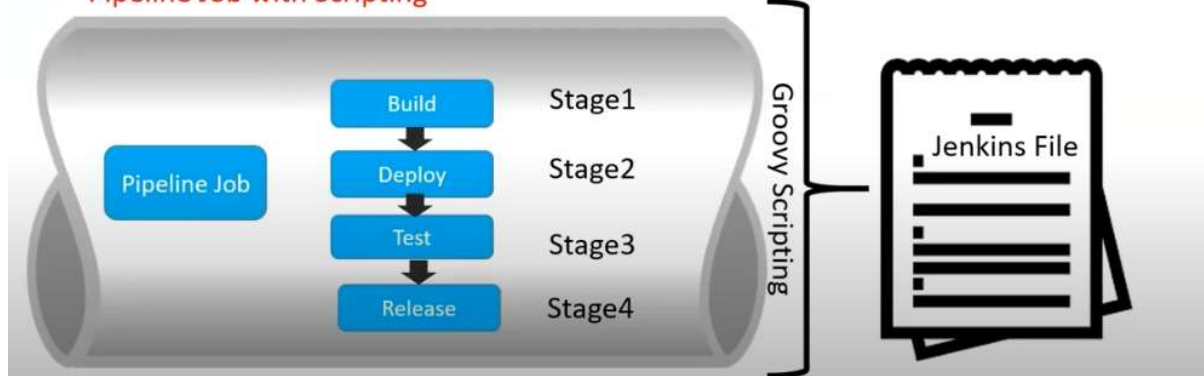 Pipeline Job with Scripting
Build
Stage1
Pipeline Job
Deploy
Stage2
Test
Stage3
Release
Stage4
Groovy Scripting
Jenkins File